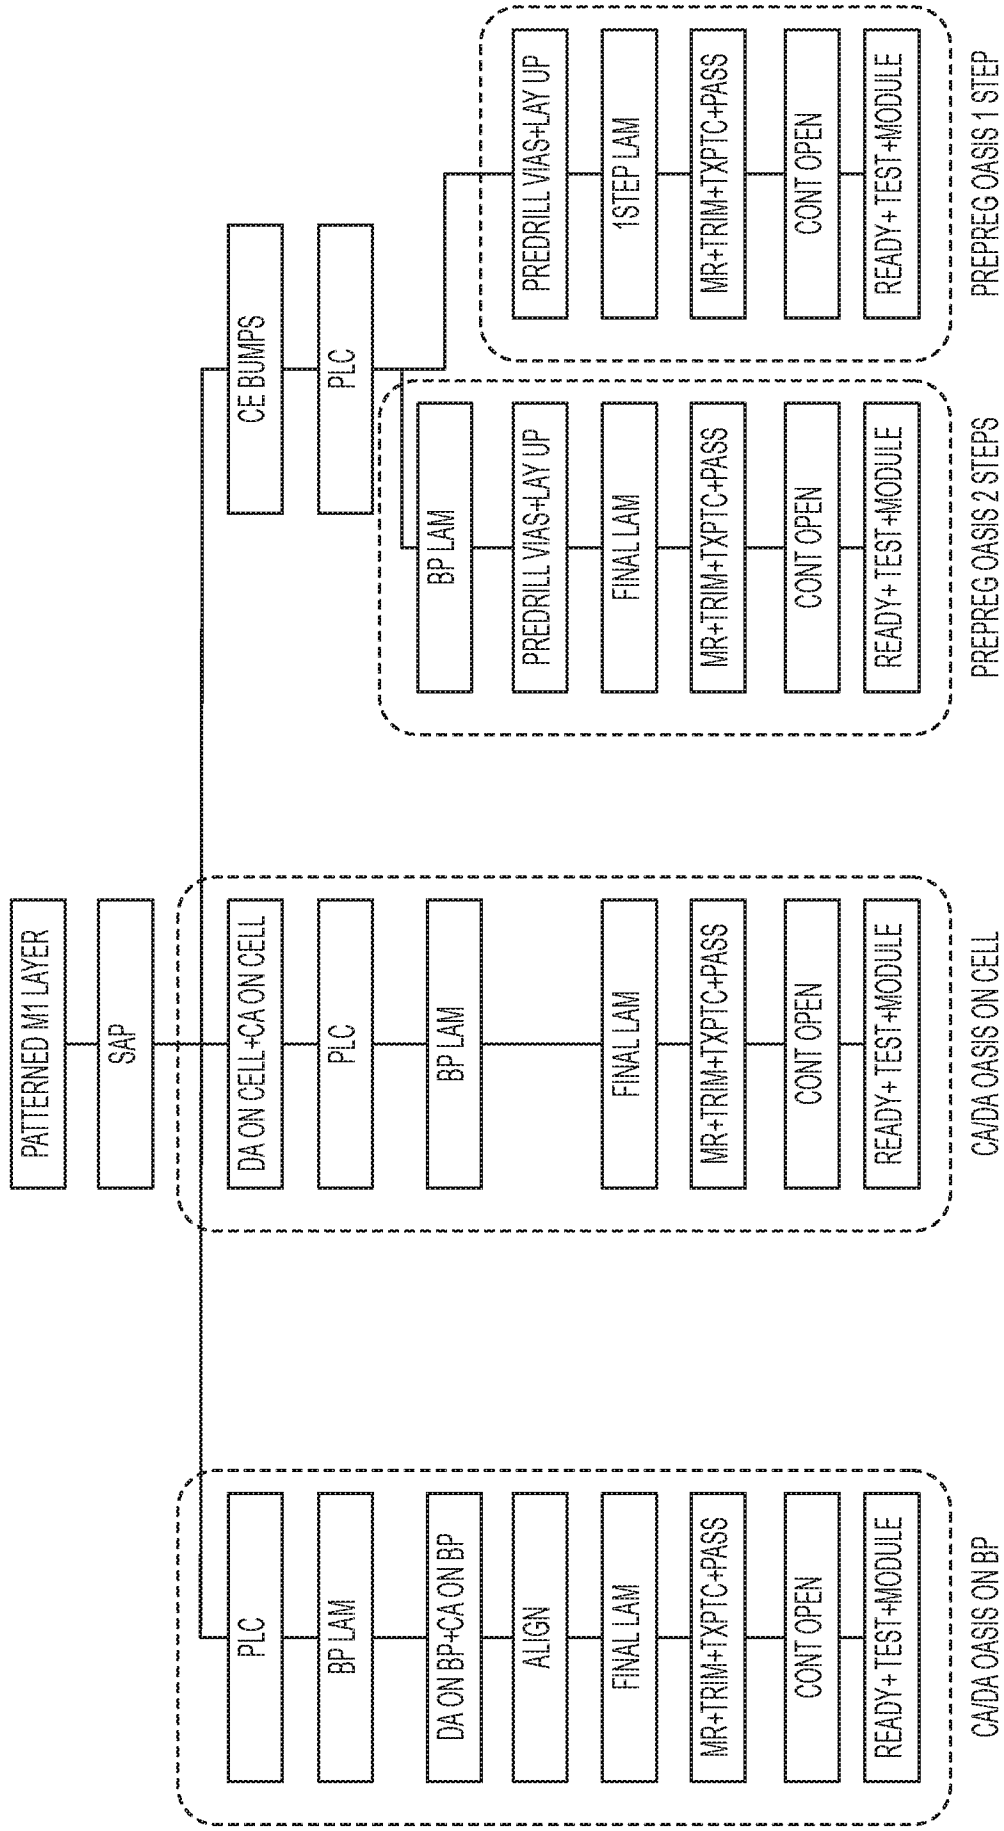 PATTERNED M1 LAYER
SAP
PLC
BP LAM
DA ON BP+CA ON BP
ALIGN
FINAL LAM
MR+TRIM+TXPTC+PASS
CONT OPEN
READY+ TEST+MODULE
CA/DA OASIS ON BP
DA ON CELL+CA ON CELL
PLC
BP LAM
FINAL LAM
MR+TRIM+TXPTC+PASS
CONT OPEN
READY+ TEST+MODULE
CA/DA OASIS ON CELL
CE BUMPS
PLC
BP LAM
PREDRILL VIAS+LAY UP
FINAL LAM
MR+TRIM+TXPTC+PASS
CONT OPEN
READY+ TEST+MODULE
PREPREG OASIS 2 STEPS
PREDRILL VIAS+LAY UP
1STEP LAM
MR+TRIM+TXPTC+PASS
CONT OPEN
READY+ TEST+MODULE
PREPREG OASIS 1 STEP